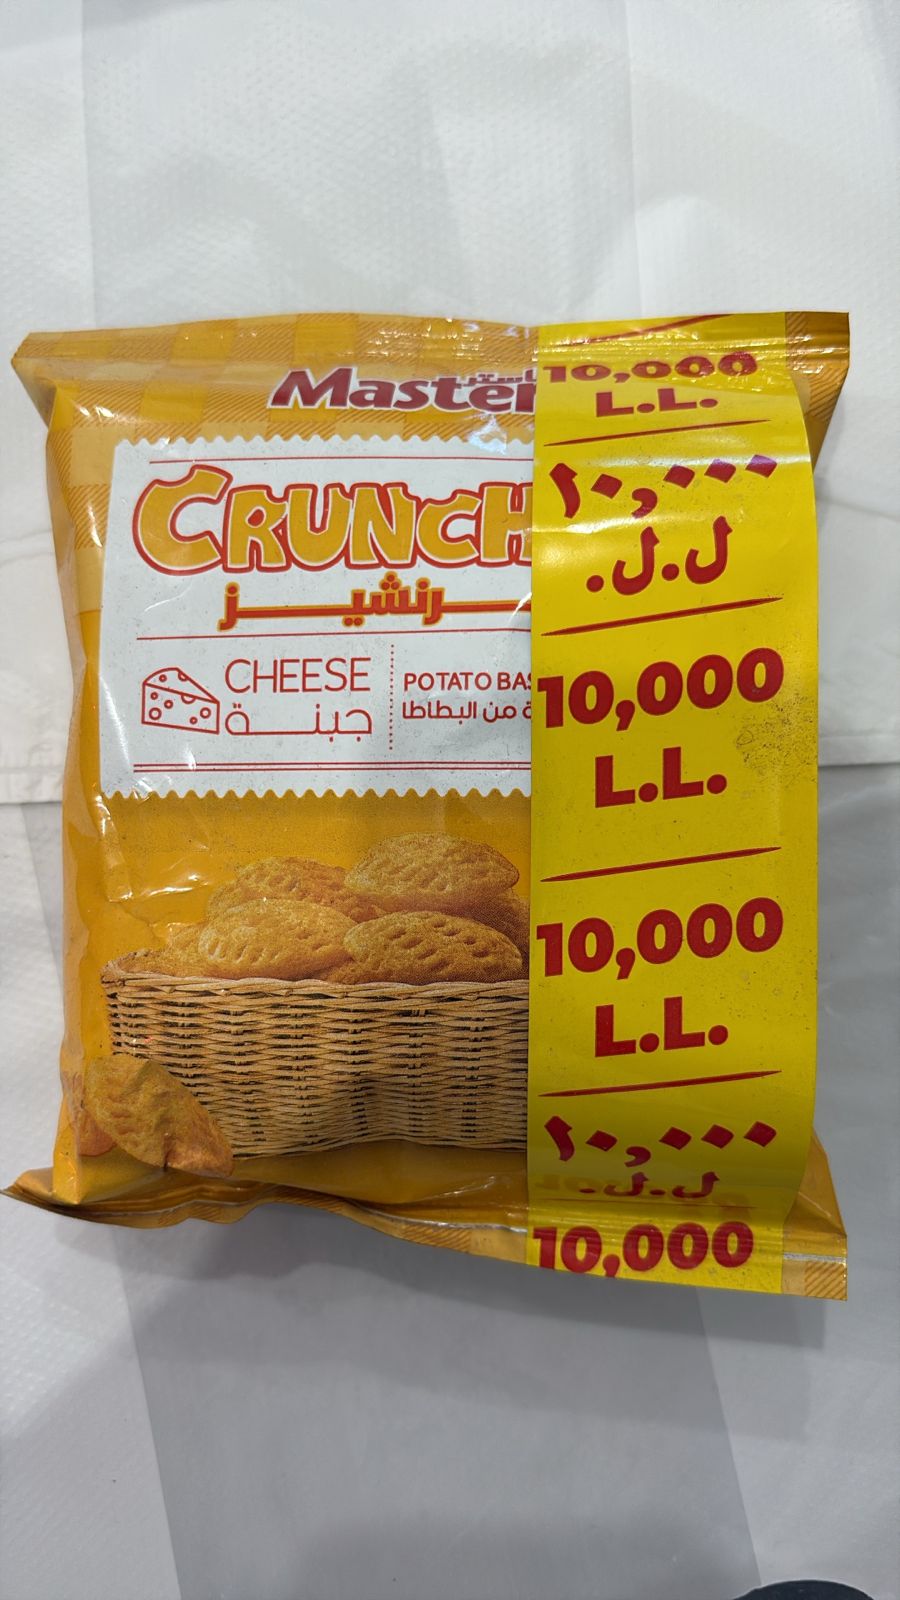 Master
CRUNCH
رنشيز
CHEESE
جبنة
POTATO BAS
من البطاطا
10,000
L.L.
١٠,٠٠٠
ل.ل.
10,000
L.L.
10,000
L.L.
١٠,٠٠٠
ل.ل.
10,000